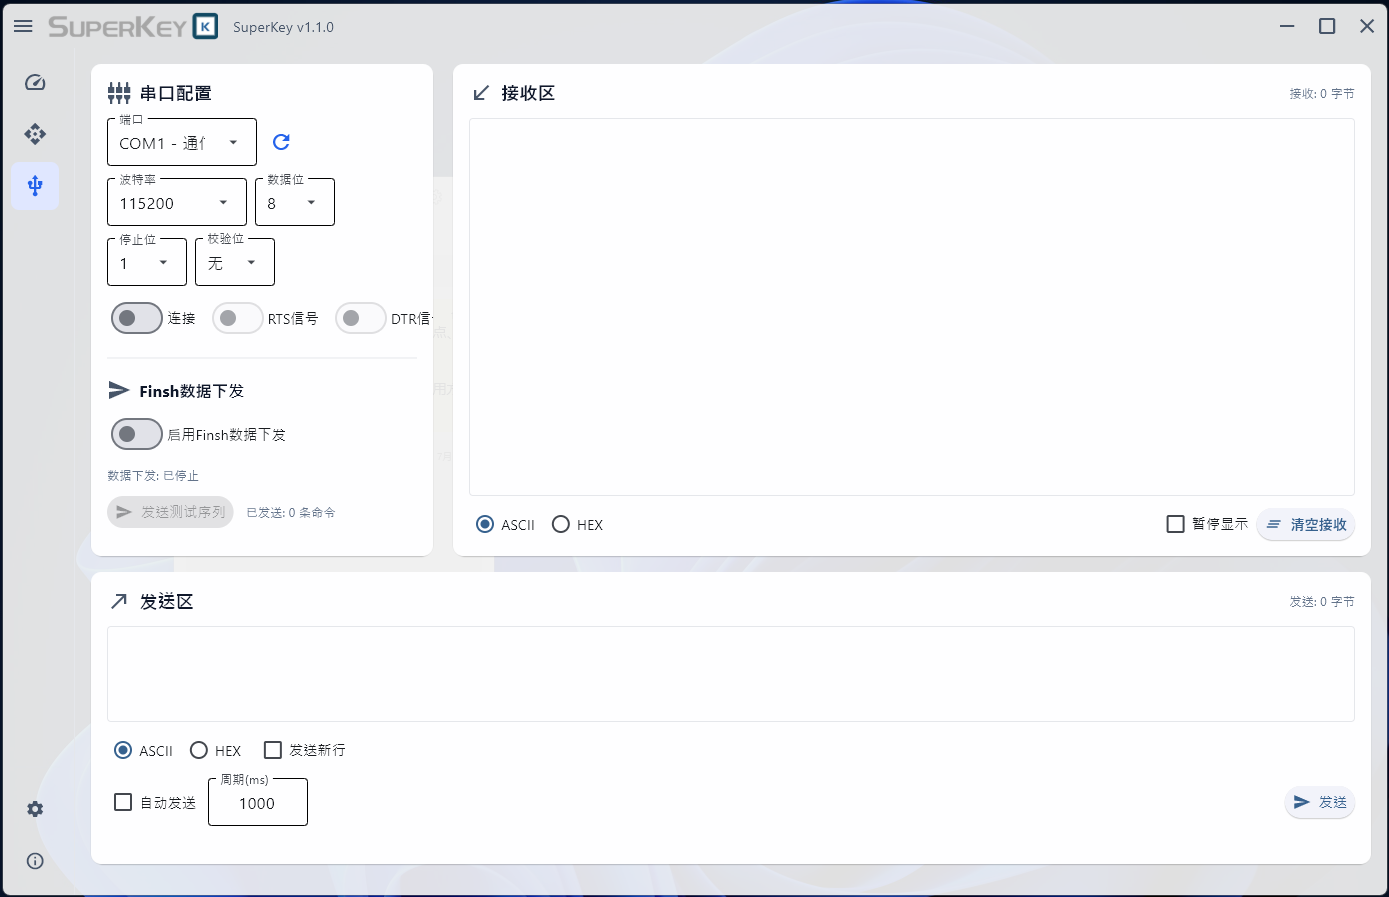 SUPERKEY K SuperKey v1.1.0
串口配置
端口
COM1 - 通
波特率 数据位
115200 8
停止位 校验位
1 无
连接 RTS信号 DTR信
Finsh数据下发
启用Finsh数据下发
数据下发: 已停止
发送测试序列 已发送: 0 条命令
接收区 接收: 0 字节
ASCII HEX 暂停显示 清空接收
发送区 发送: 0 字节
ASCII HEX 发送新行
周期(ms)
自动发送 1000 发送